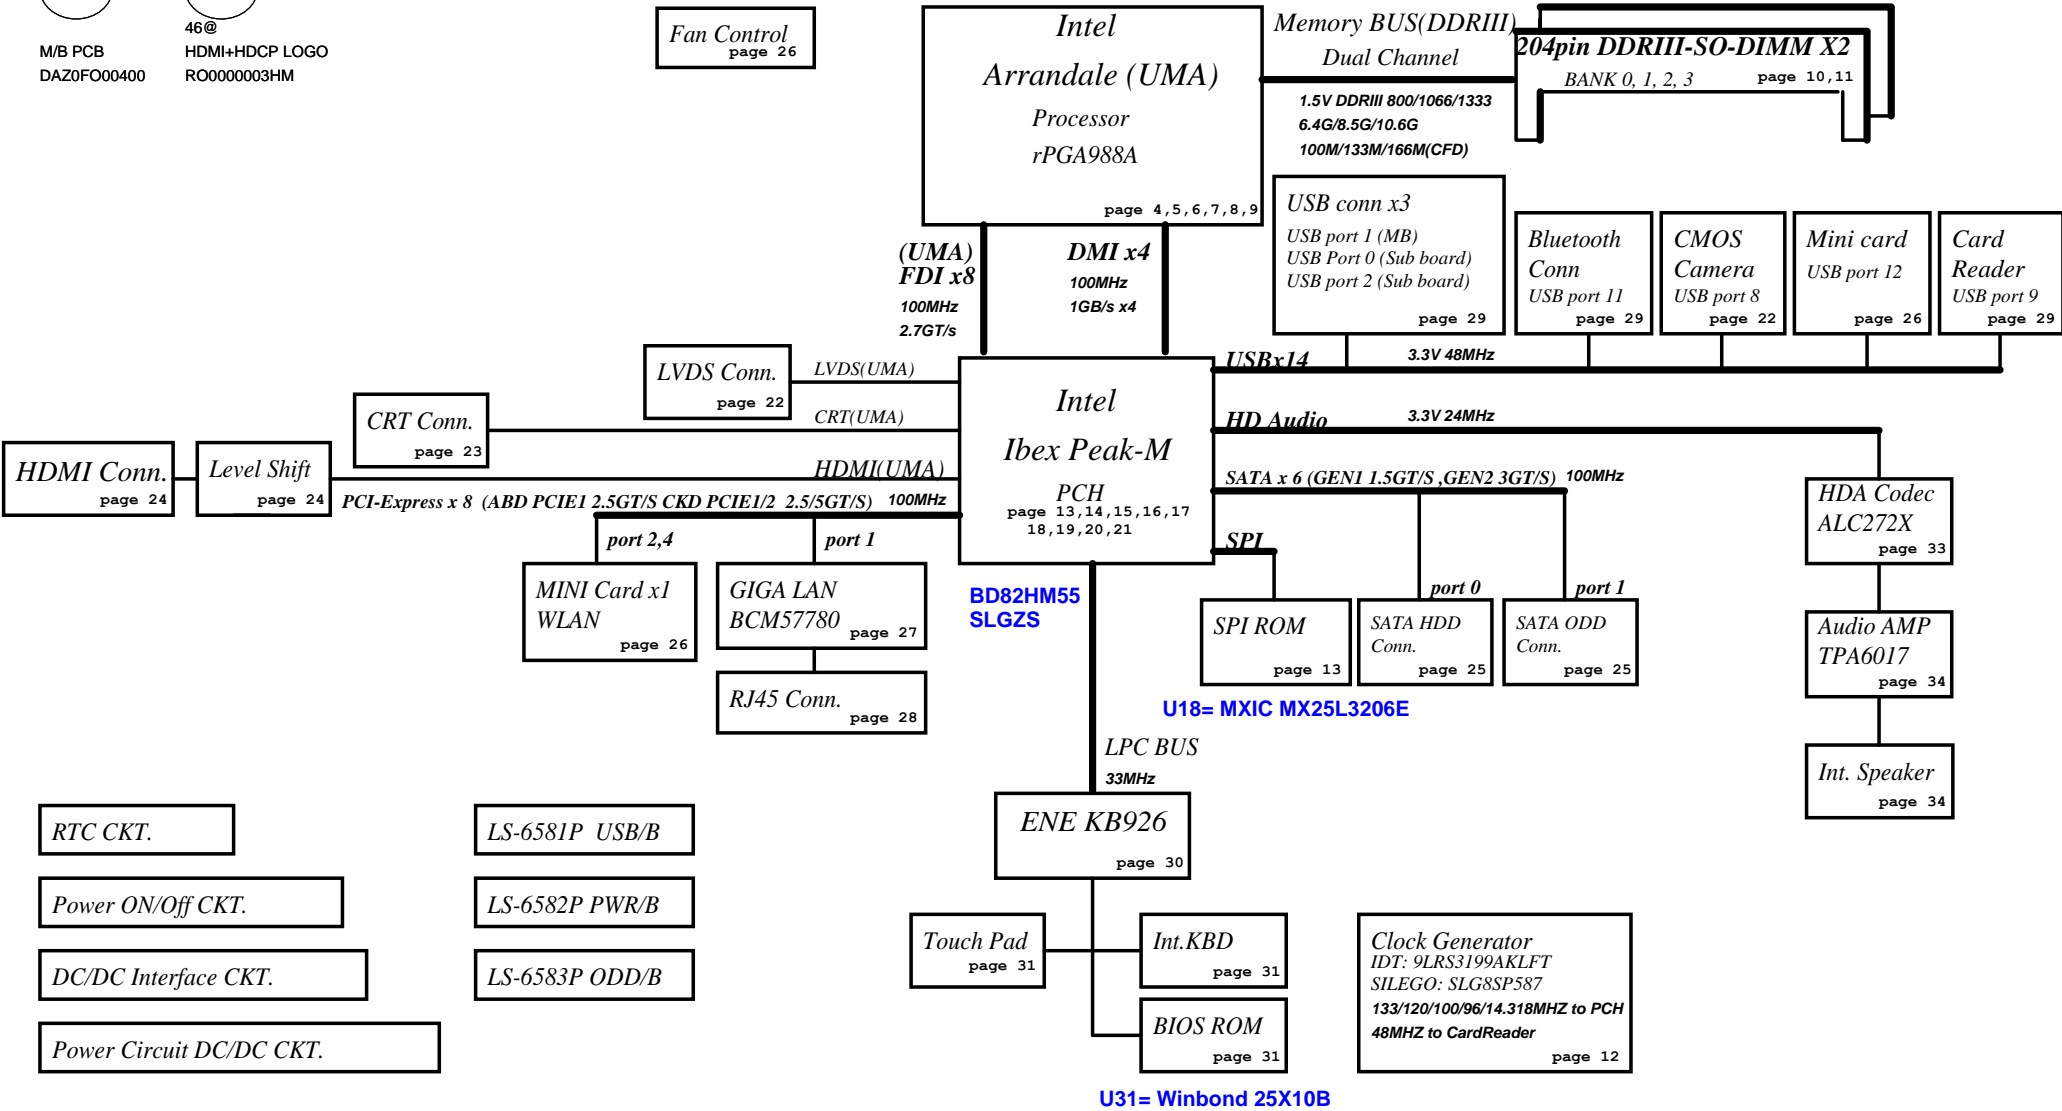 46@
M/B PCB
DAZ0FO00400
HDMI+HDCP LOGO
RO0000003HM
Fan Control
page 26
Intel
Arrandale (UMA)
Processor
rPGA988A
page 4,5,6,7,8,9
Memory BUS(DDRIII)
Dual Channel
1.5V DDRIII 800/1066/1333
6.4G/8.5G/10.6G
100M/133M/166M(CFD)
204pin DDRIII-SO-DIMM X2
BANK 0, 1, 2, 3
page 10,11
(UMA)
FDI x8
100MHz
2.7GT/s
DMI x4
100MHz
1GB/s x4
USB conn x3
USB port 1 (MB)
USB Port 0 (Sub board)
USB port 2 (Sub board)
page 29
Bluetooth
Conn
USB port 11
page 29
CMOS
Camera
USB port 8
page 22
Mini card
USB port 12
page 26
Card
Reader
USB port 9
page 29
LVDS Conn.
page 22
LVDS(UMA)
CRT Conn.
page 23
CRT(UMA)
HDMI Conn.
page 24
Level Shift
page 24
HDMI(UMA)
PCI-Express x 8 (ABD PCIE1 2.5GT/S CKD PCIE1/2 2.5/5GT/S)
100MHz
Intel
Ibex Peak-M
PCH
page 13,14,15,16,17
18,19,20,21
USBx14
3.3V 48MHz
HD Audio
3.3V 24MHz
SATA x 6 (GEN1 1.5GT/S ,GEN2 3GT/S)
100MHz
SPI
port 2,4
port 1
MINI Card x1
WLAN
page 26
GIGA LAN
BCM57780
page 27
RJ45 Conn.
page 28
BD82HM55
SLGZS
SPI ROM
page 13
port 0
SATA HDD
Conn.
page 25
port 1
SATA ODD
Conn.
page 25
U18= MXIC MX25L3206E
HDA Codec
ALC272X
page 33
Audio AMP
TPA6017
page 34
Int. Speaker
page 34
LPC BUS
33MHz
ENE KB926
page 30
Touch Pad
page 31
Int.KBD
page 31
BIOS ROM
page 31
U31= Winbond 25X10B
Clock Generator
IDT: 9LRS3199AKLFT
SILEGO: SLG8SP587
133/120/100/96/14.318MHZ to PCH
48MHZ to CardReader
page 12
RTC CKT.
Power ON/Off CKT.
DC/DC Interface CKT.
Power Circuit DC/DC CKT.
LS-6581P USB/B
LS-6582P PWR/B
LS-6583P ODD/B